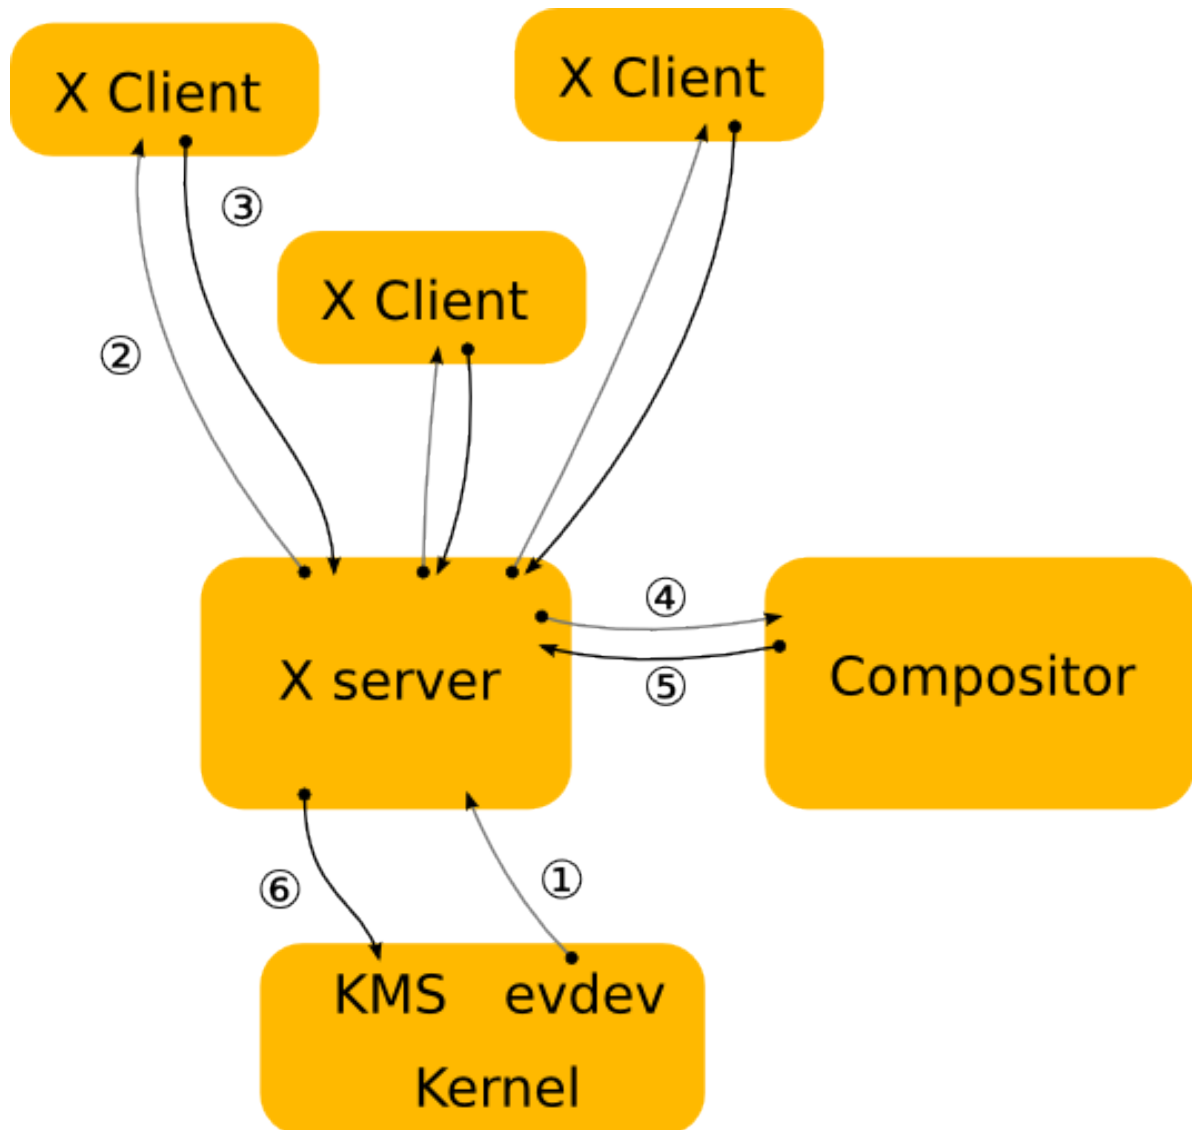 X Client
X Client
③
X Client
②
④
X server
Compositor
⑤
⑥
①
KMS evdev
Kernel